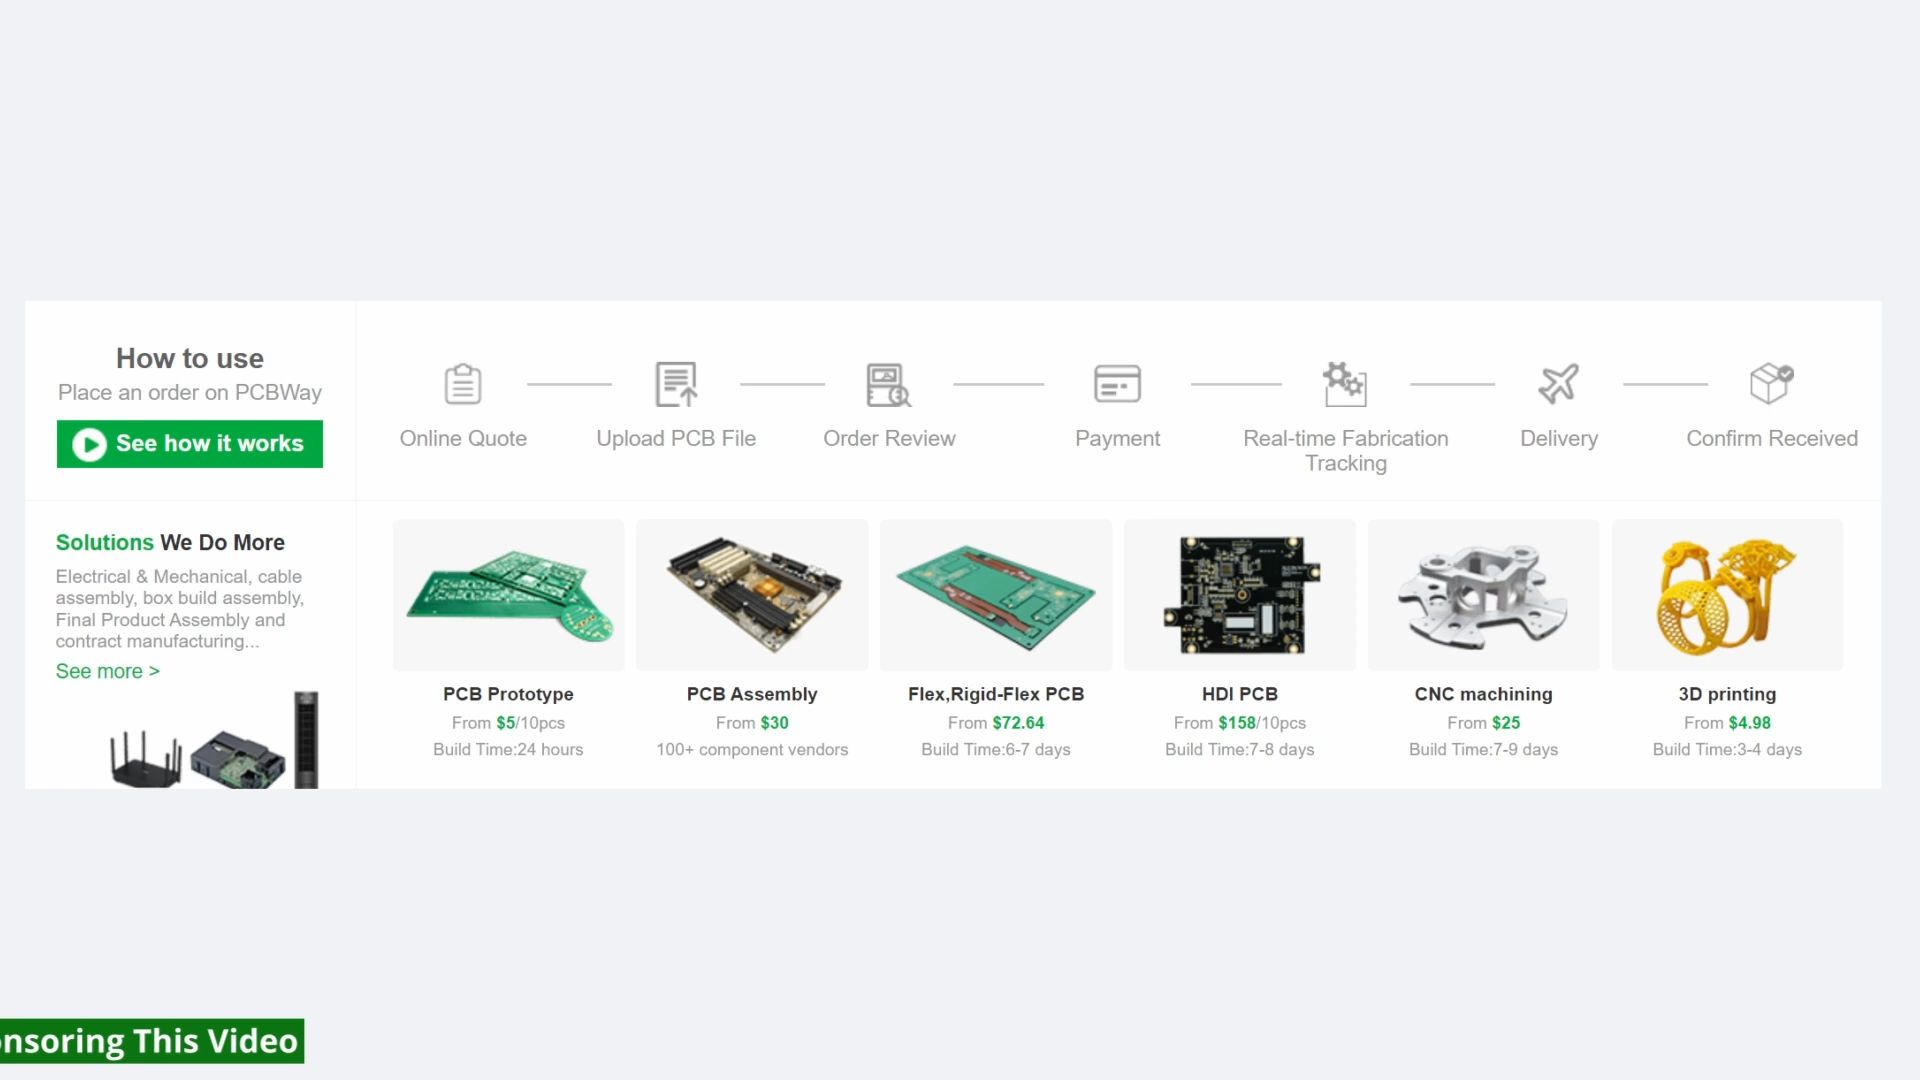 How to use
Place an order on PCBWay
See how it works
Online Quote
Upload PCB File
Order Review
Payment
Real-time Fabrication
Tracking
Delivery
Confirm Received
Solutions We Do More
Electrical & Mechanical, cable
assembly, box build assembly,
Final Product Assembly and
contract manufacturing...
See more >
PCB Prototype
From $5/10pcs
Build Time:24 hours
PCB Assembly
From $30
100+ component vendors
Flex,Rigid-Flex PCB
From $72.64
Build Time:6-7 days
HDI PCB
From $158/10pcs
Build Time:7-8 days
CNC machining
From $25
Build Time:7-9 days
3D printing
From $4.98
Build Time:3-4 days
This Video